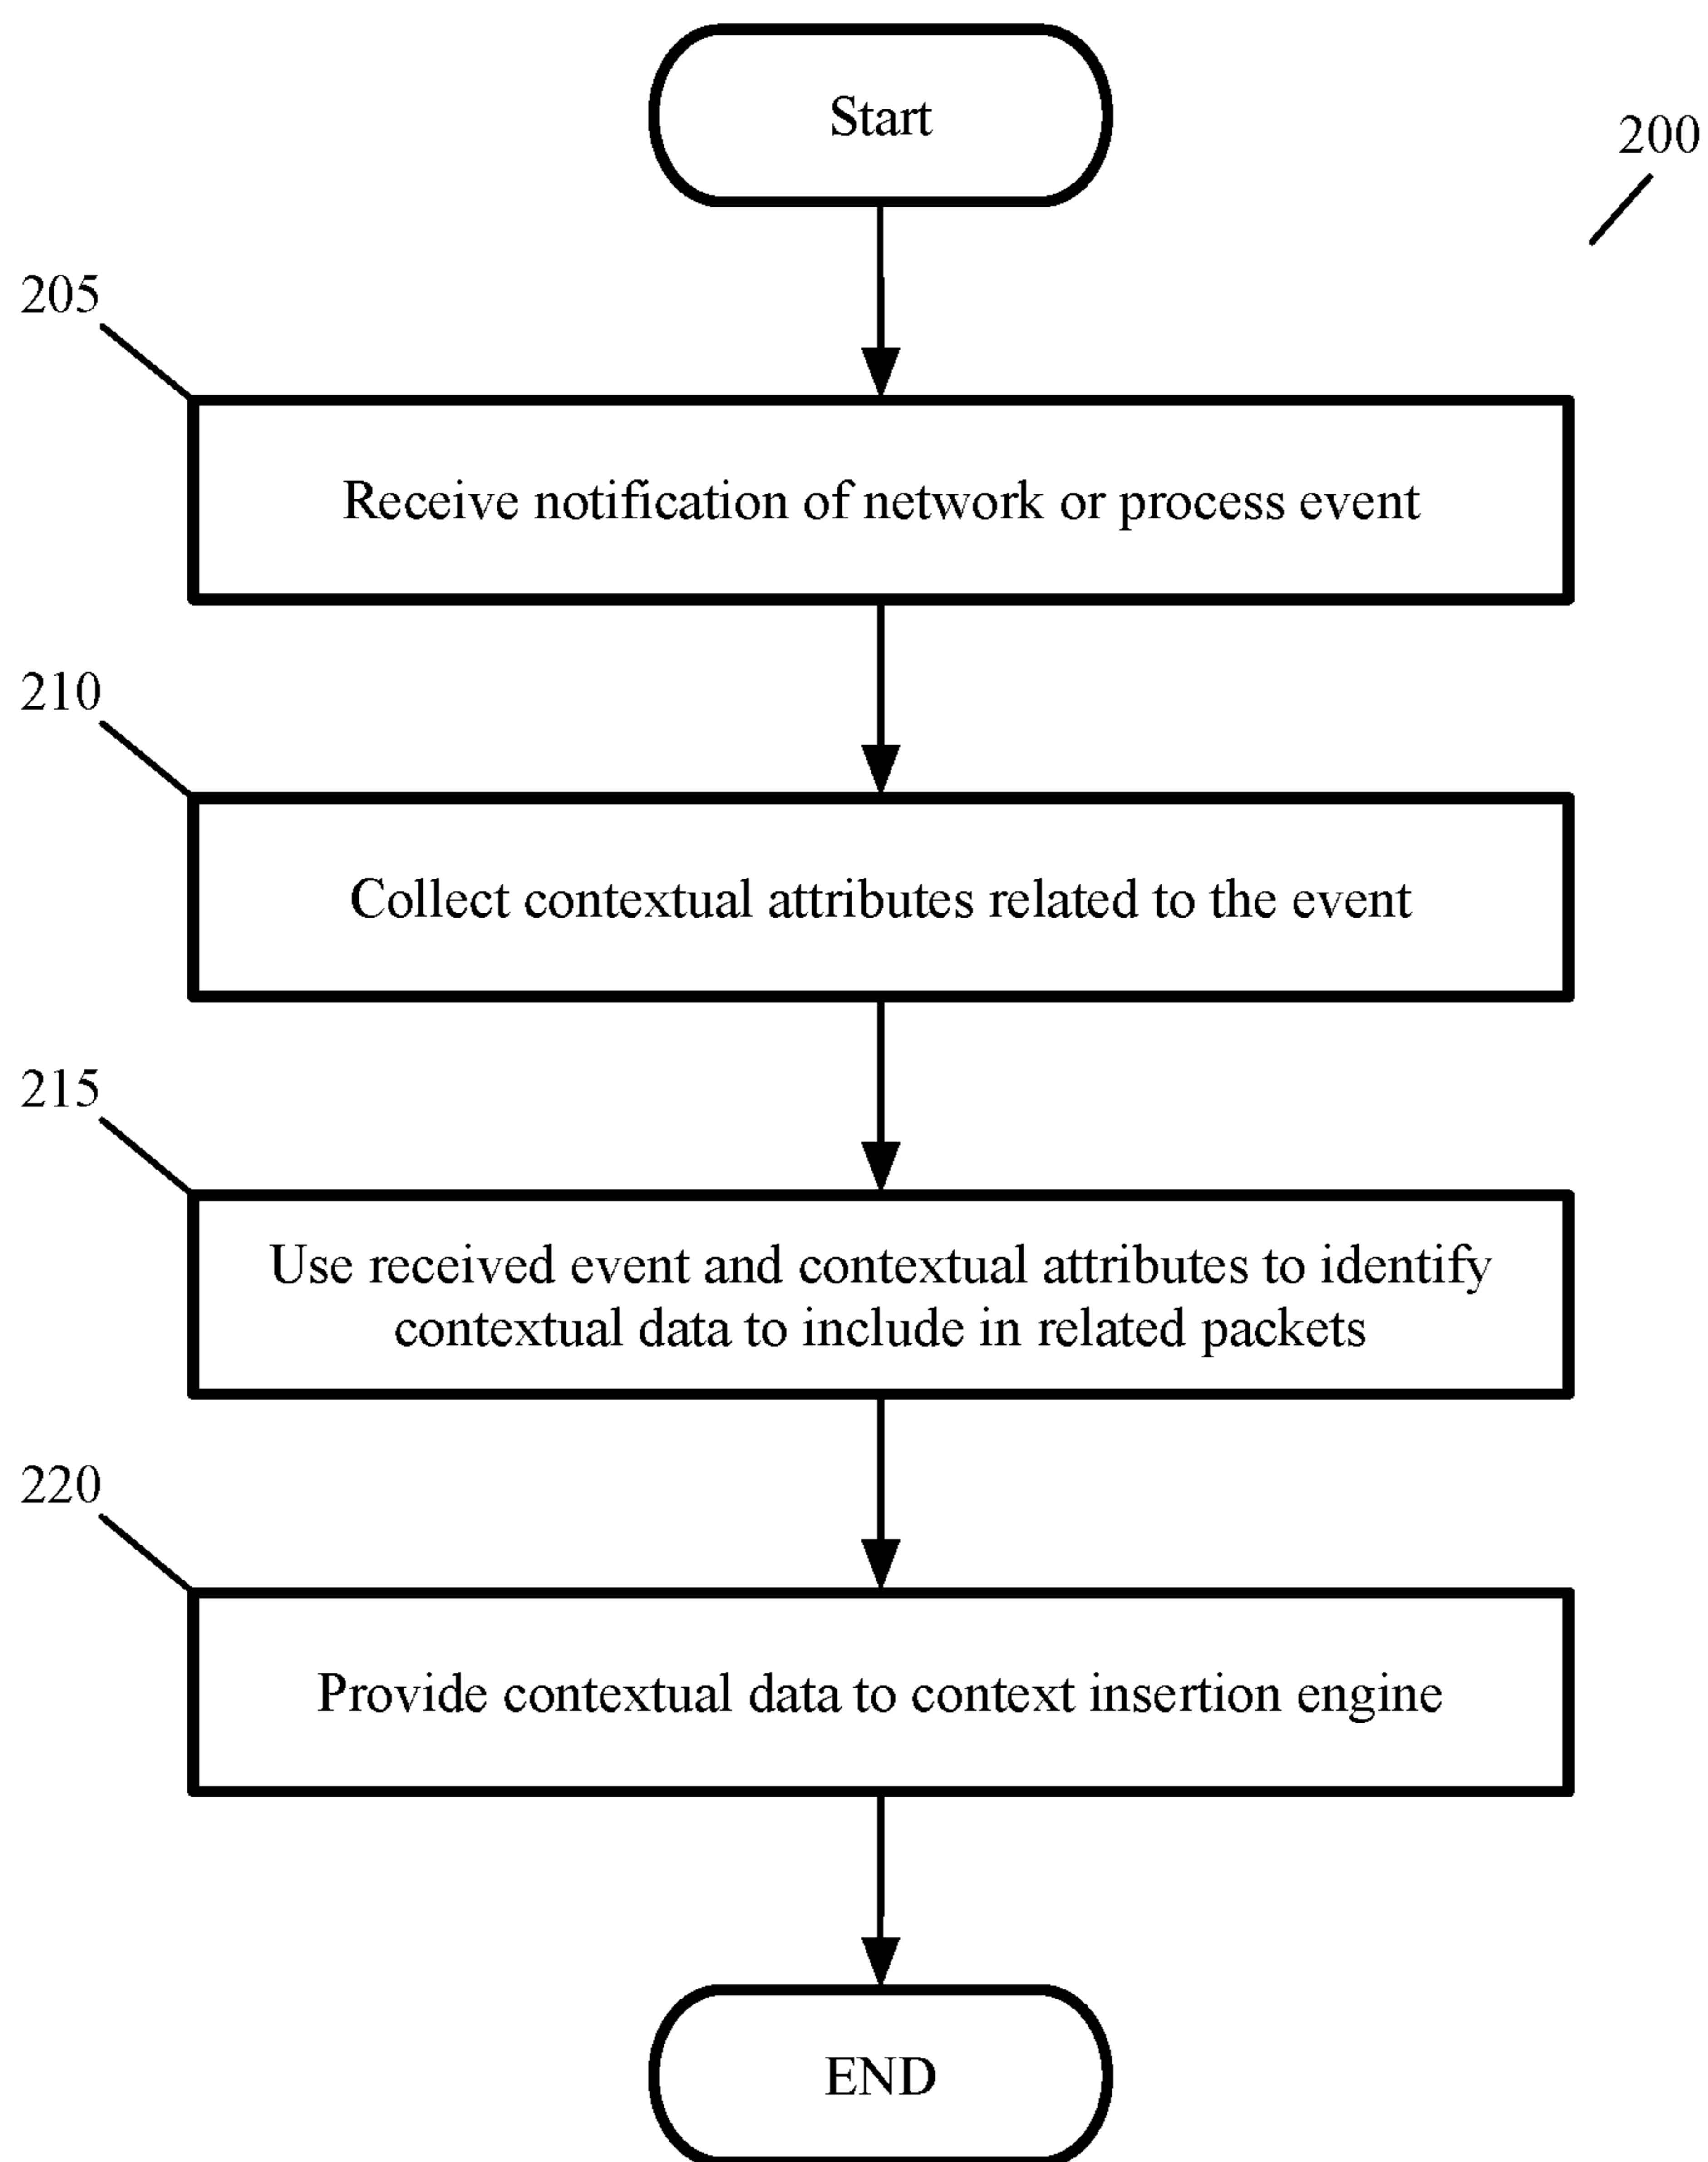 Start
200
205
Receive notification of network or process event
210
Collect contextual attributes related to the event
215
Use received event and contextual attributes to identify
contextual data to include in related packets
220
Provide contextual data to context insertion engine
END